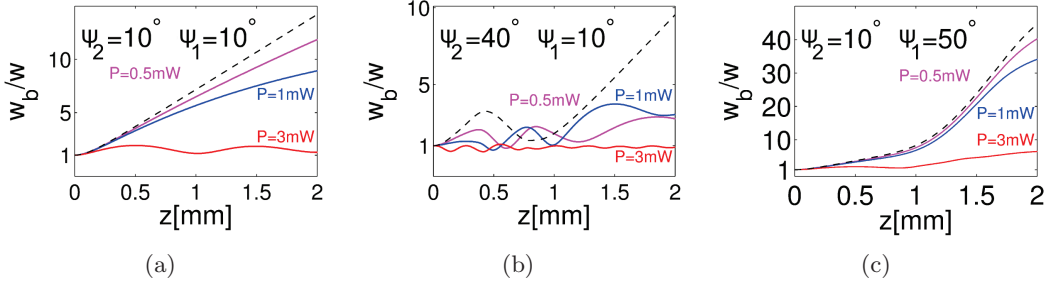 w_b/w
10
5
1
Ψ₂=10° Ψ₁=10°
P=0.5mW
P=1mW
P=3mW
0 0.5 1 1.5 2
z[mm]
(a)
w_b/w
10
5
1
Ψ₂=40° Ψ₁=10°
P=0.5mW
P=1mW
P=3mW
0 0.5 1 1.5 2
z[mm]
(b)
w_b/w
40
30
20
10
1
Ψ₂=10° Ψ₁=50°
P=0.5mW
P=1mW
P=3mW
0 0.5 1 1.5 2
z[mm]
(c)